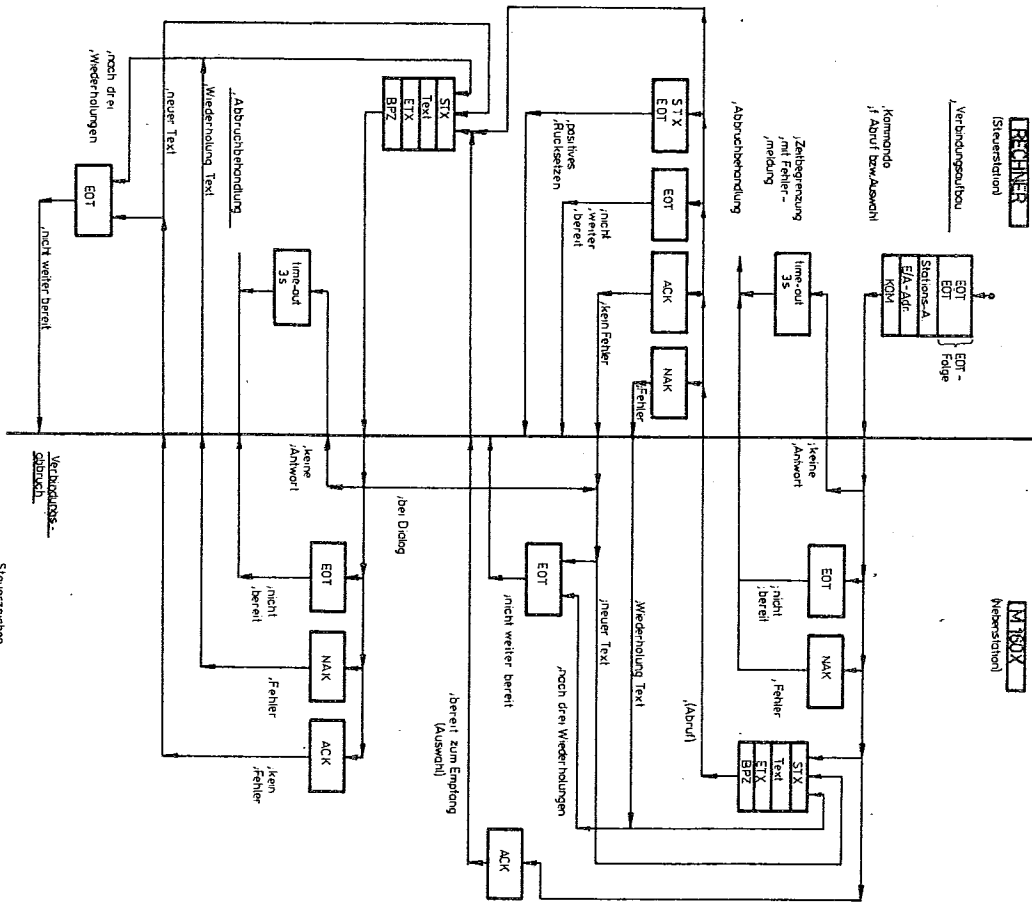 RECHNER
(Steuerstation)
M 160X
(Nebenstation)
Verbindungsaufbau
;Kommando
;f. Abruf bzw. Auswahl
EOT EOT
EOT EOT
Stations-A.
E/A-Adr.
KOM
EOT-
Folge
;keine
;Antwort
time-out
3s
;Zeitbegrenzung
;mit Fehler-
;meldung
;Abbruchbehandlung
EOT
;nicht
;bereit
NAK
;Fehler
STX
Text
ETX
BPZ
;(Abruf)
STX
EOT
EOT
ACK
NAK
;positives
;Rücksetzen
;nicht
;weiter
;bereit
;kein Fehler
;Fehler
;Wiederholung Text
;neuer Text
;nach drei Wiederholungen
EOT
;nicht weiter bereit
ACK
;bereit zum Empfang
(Auswahl)
STX
Text
ETX
BPZ
;bei Dialog
;keine
;Antwort
time-out
3s
;Abbruchbehandlung
EOT
;nicht
;bereit
NAK
;Fehler
ACK
;kein
;Fehler
;Wiederholung Text
;neuer Text
;nach drei
;Wiederholungen
EOT
;nicht weiter bereit
Verbindungs-
abbruch
Steuerzeichen